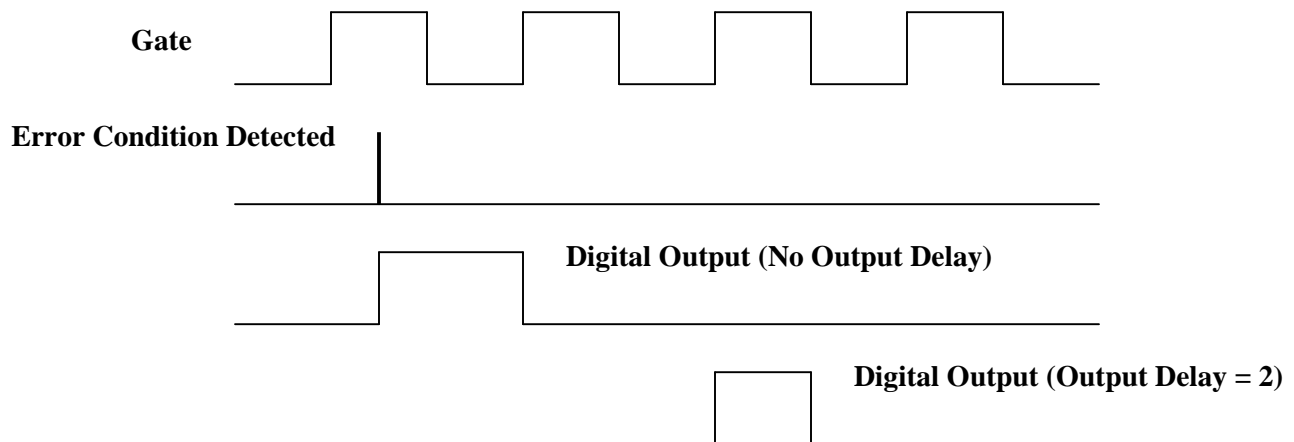 Gate
Error Condition Detected
Digital Output (No Output Delay)
Digital Output (Output Delay = 2)